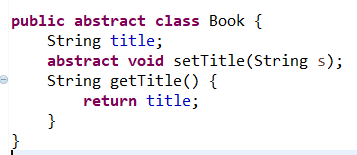 public abstract class Book {
    String title;
    abstract void setTitle(String s);
    String getTitle() {
        return title;
    }
}